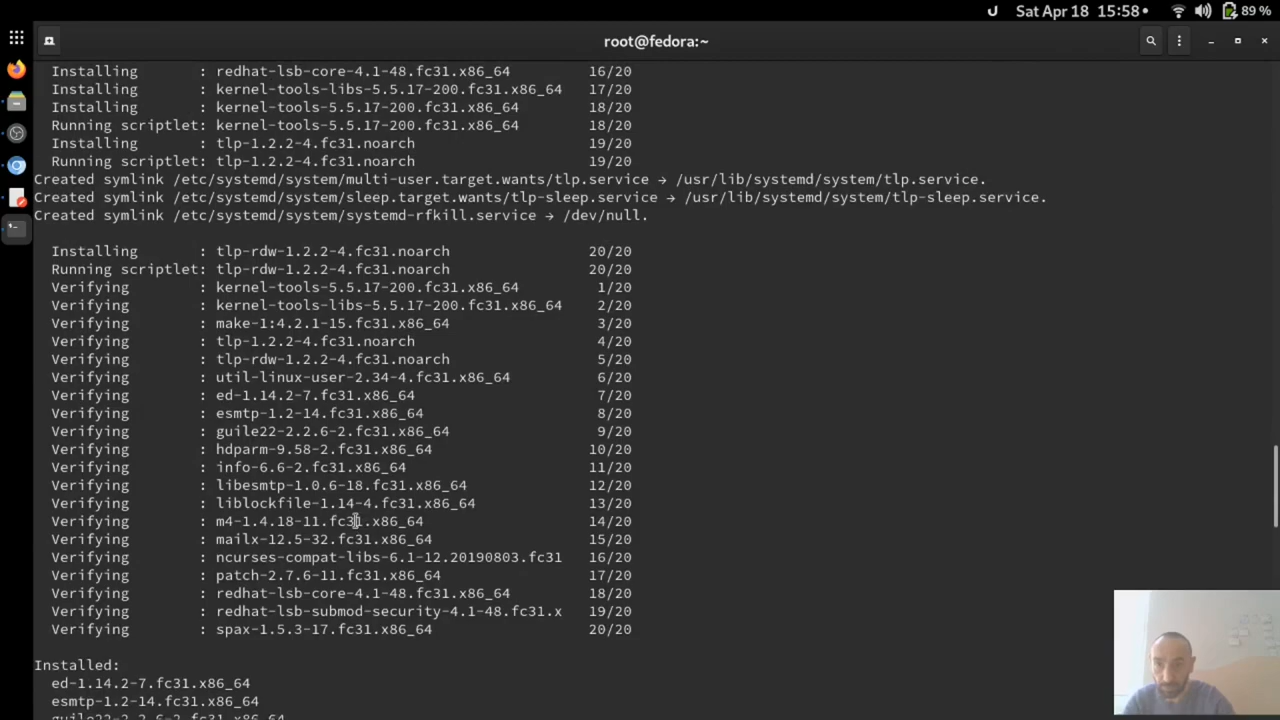 Sat Apr 18 15:58
89 %
root@fedora:~
Installing : redhat-lsb-core-4.1-48.fc31.x86_64 16/20
Installing : kernel-tools-libs-5.5.17-200.fc31.x86_64 17/20
Installing : kernel-tools-5.5.17-200.fc31.x86_64 18/20
Running scriptlet: kernel-tools-5.5.17-200.fc31.x86_64 18/20
Installing : tlp-1.2.2-4.fc31.noarch 19/20
Running scriptlet: tlp-1.2.2-4.fc31.noarch 19/20
Created symlink /etc/systemd/system/multi-user.target.wants/tlp.service → /usr/lib/systemd/system/tlp.service.
Created symlink /etc/systemd/system/sleep.target.wants/tlp-sleep.service → /usr/lib/systemd/system/tlp-sleep.service.
Created symlink /etc/systemd/system/systemd-rfkill.service → /dev/null.
Installing : tlp-rdw-1.2.2-4.fc31.noarch 20/20
Running scriptlet: tlp-rdw-1.2.2-4.fc31.noarch 20/20
Verifying : kernel-tools-5.5.17-200.fc31.x86_64 1/20
Verifying : kernel-tools-libs-5.5.17-200.fc31.x86_64 2/20
Verifying : make-1:4.2.1-15.fc31.x86_64 3/20
Verifying : tlp-1.2.2-4.fc31.noarch 4/20
Verifying : tlp-rdw-1.2.2-4.fc31.noarch 5/20
Verifying : util-linux-user-2.34-4.fc31.x86_64 6/20
Verifying : ed-1.14.2-7.fc31.x86_64 7/20
Verifying : esmtp-1.2-14.fc31.x86_64 8/20
Verifying : guile22-2.2.6-2.fc31.x86_64 9/20
Verifying : hdparm-9.58-2.fc31.x86_64 10/20
Verifying : info-6.6-2.fc31.x86_64 11/20
Verifying : libesmtp-1.0.6-18.fc31.x86_64 12/20
Verifying : liblockfile-1.14-4.fc31.x86_64 13/20
Verifying : m4-1.4.18-11.fc31.x86_64 14/20
Verifying : mailx-12.5-32.fc31.x86_64 15/20
Verifying : ncurses-compat-libs-6.1-12.20190803.fc31 16/20
Verifying : patch-2.7.6-11.fc31.x86_64 17/20
Verifying : redhat-lsb-core-4.1-48.fc31.x86_64 18/20
Verifying : redhat-lsb-submod-security-4.1-48.fc31.x 19/20
Verifying : spax-1.5.3-17.fc31.x86_64 20/20
Installed:
ed-1.14.2-7.fc31.x86_64
esmtp-1.2-14.fc31.x86_64
guile22-2.2.6-2.fc31.x86_64